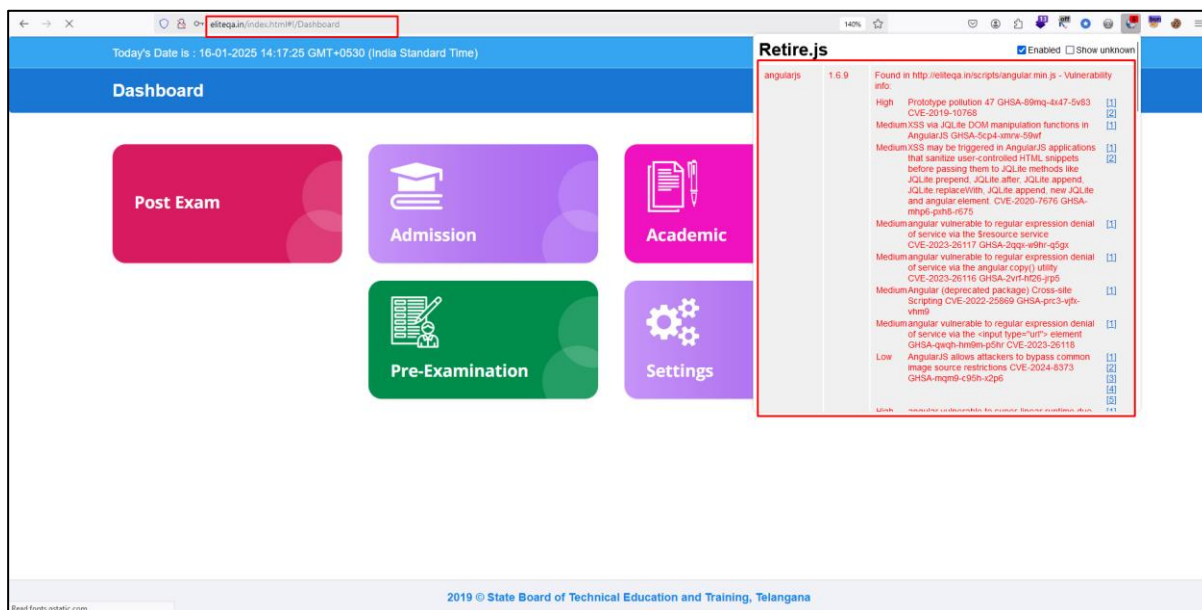 eliteqa.in/index.html#!/Dashboard
140%
Today's Date is : 16-01-2025 14:17:25 GMT+0530 (India Standard Time)
Dashboard
Post Exam
Admission
Academic
Pre-Examination
Settings
Retire.js
Enabled Show unknown
angularjs 1.6.9 Found in http://eliteqa.in/scripts/angular.min.js - Vulnerability
info:
High Prototype pollution 47 GHSA-89mq-4x47-5v83 [1]
CVE-2019-10768 [2]
Medium XSS via JQLite DOM manipulation functions in [1]
AngularJS GHSA-5cp4-xmrw-59wf
Medium XSS may be triggered in AngularJS applications [1]
that sanitize user-controlled HTML snippets [2]
before passing them to JQLite methods like
JQLite.prepend, JQLite.after, JQLite.append,
JQLite.replaceWith, JQLite.append, new JQLite
and angular.element. CVE-2020-7676 GHSA-
mhp6-pxh8-r675
Medium angular vulnerable to regular expression denial [1]
of service via the $resource service
CVE-2023-26117 GHSA-2qqx-w9hr-q5gx
Medium angular vulnerable to regular expression denial [1]
of service via the angular.copy() utility
CVE-2023-26116 GHSA-2vrf-hf26-jrp5
Medium Angular (deprecated package) Cross-site [1]
Scripting CVE-2022-25869 GHSA-prc3-vjfx-
vhm9
Medium angular vulnerable to regular expression denial [1]
of service via the <input type="url"> element
GHSA-qwqh-hm9m-p5hr CVE-2023-26118
Low AngularJS allows attackers to bypass common [1]
image source restrictions CVE-2024-8373 [2]
GHSA-mqm9-c95h-x2p6 [3]
[4]
[5]
High angular vulnerable to super-linear runtime due [1]
2019 © State Board of Technical Education and Training, Telangana
Read fonts.gstatic.com